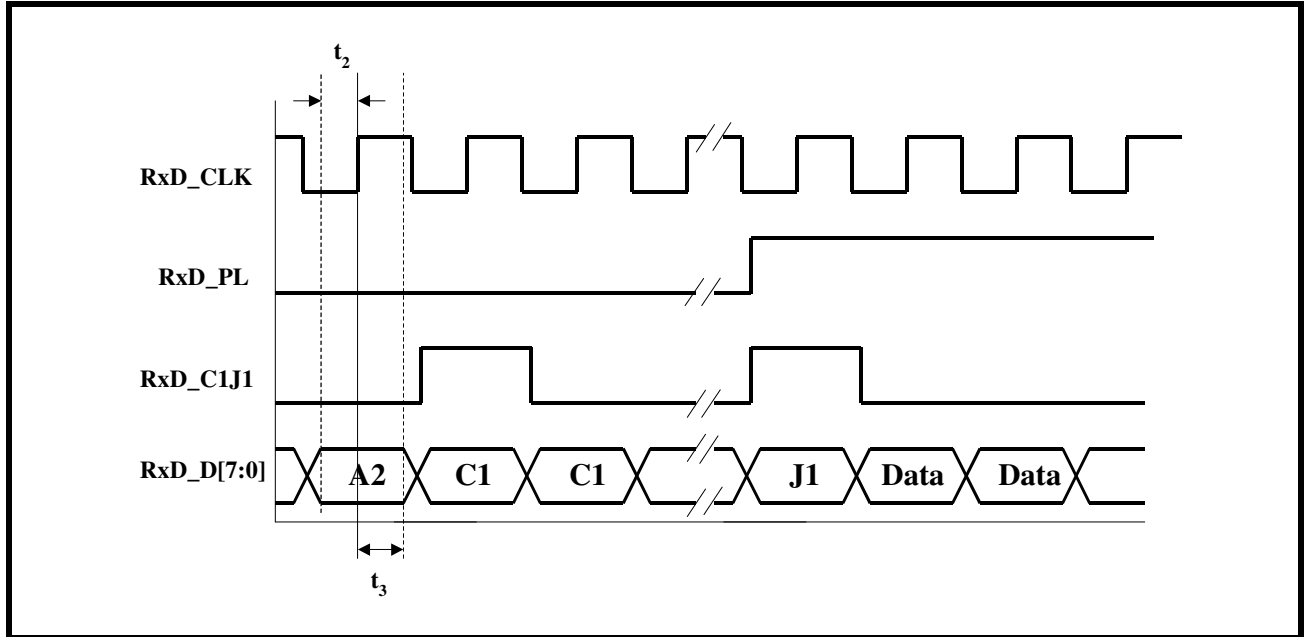 t₂
RxD_CLK
RxD_PL
RxD_C1J1
RxD_D[7:0]
A2
C1
C1
J1
Data
Data
t₃